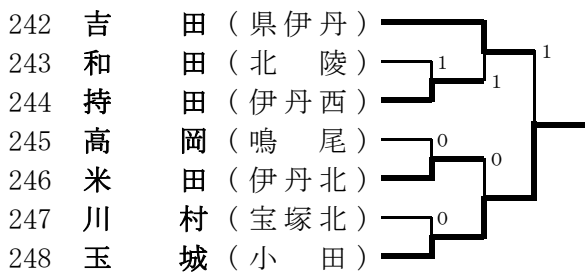 242 吉 田 ( 県伊丹 )
1
243 和 田 ( 北 陵 ) 1
1
244 持 田 ( 伊丹西 )
245 高 岡 ( 鳴 尾 ) 0
0
246 米 田 ( 伊丹北 )
247 川 村 ( 宝塚北 ) 0
248 玉 城 ( 小 田 )